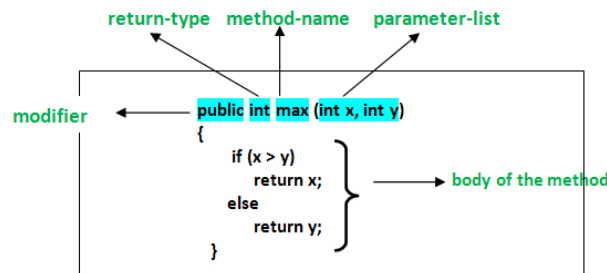 return-type method-name parameter-list
modifier public int max (int x, int y)
{
if (x > y)
return x;
body of the method
else
return y;
}